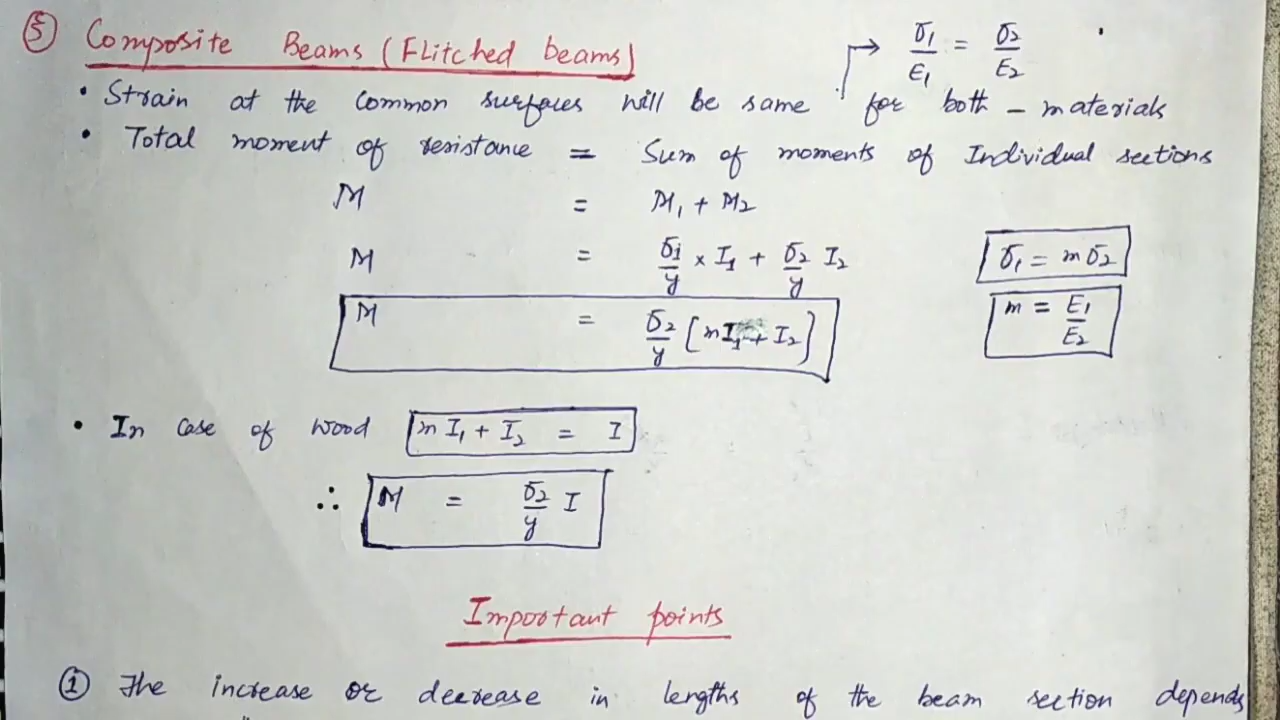 ⑤ Composite Beams (Flitched beams)
→ σ1/E1 = σ2/E2
• Strain at the common surfaces will be same for both - materials
• Total moment of resistance = Sum of moments of Individual sections
M = M1 + M2
M = σ1/y × I1 + σ2/y I2
σ1 = mσ2
M = σ2/y [mI1 + I2]
m = E1/E2
• In case of wood mI1 + I2 = I
∴ M = σ2/y I
Important points
① The increase or decrease in lengths of the beam section depends